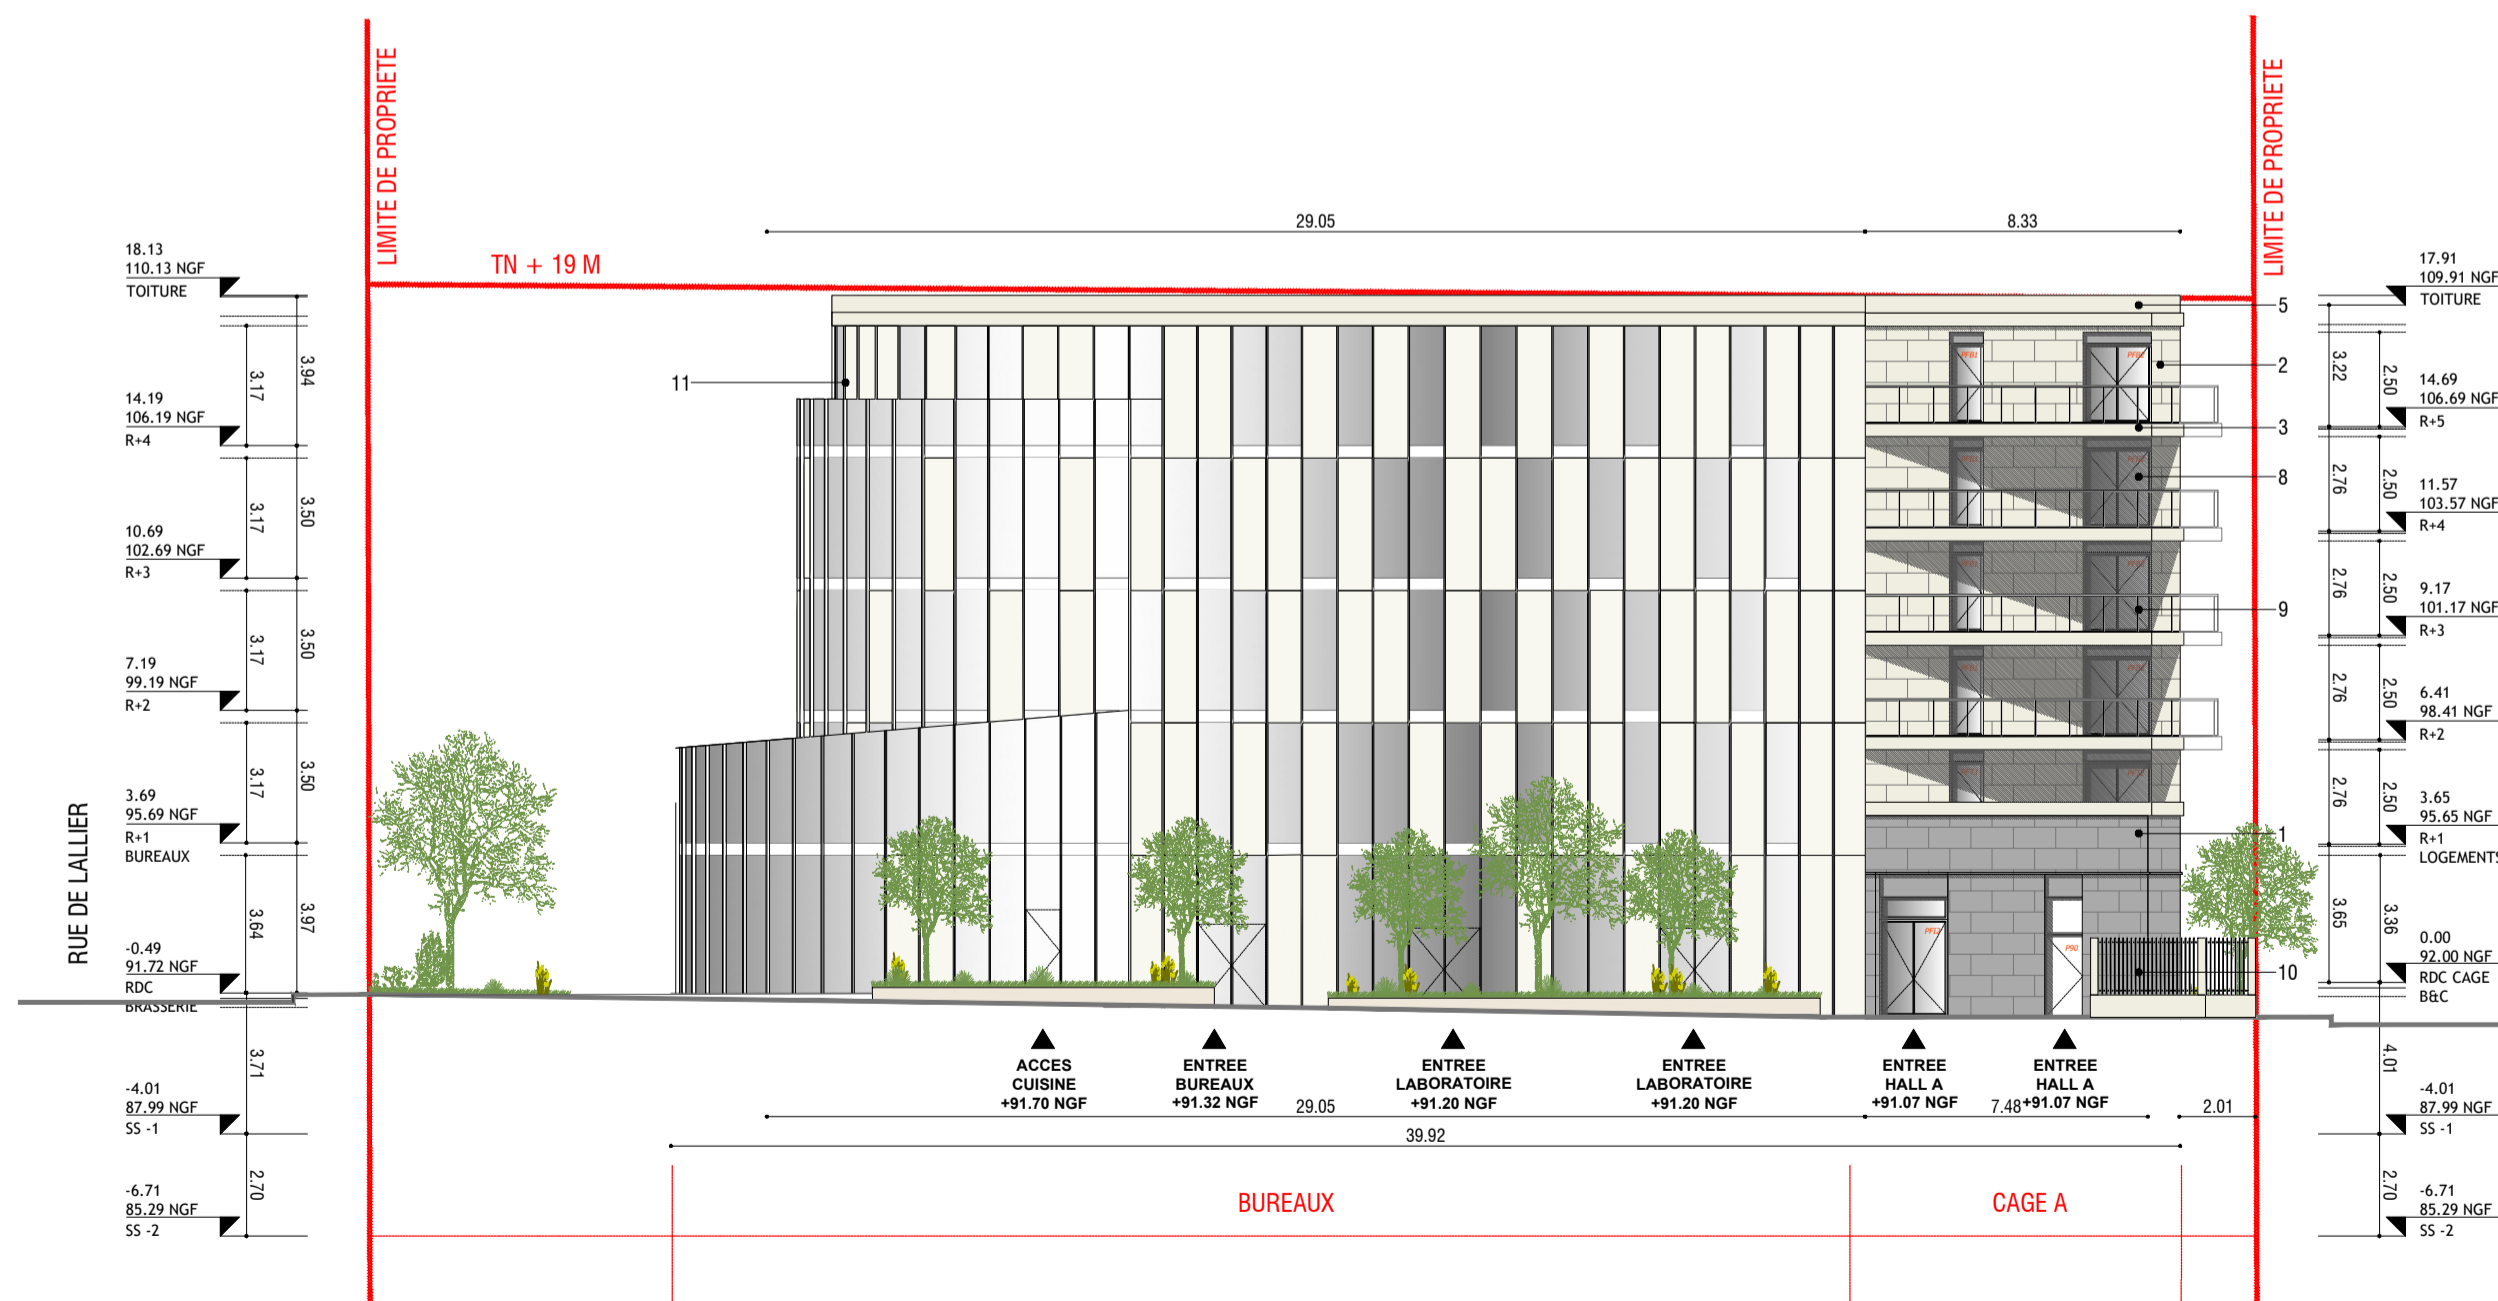 LIMITE DE PROPRIETE
LIMITE DE PROPRIETE
TN + 19 M
29.05
8.33
18.13
110.13 NGF
TOITURE
3.17
3.94
14.19
106.19 NGF
R+4
3.17
3.50
10.69
102.69 NGF
R+3
3.17
3.50
7.19
99.19 NGF
R+2
3.17
3.50
3.69
95.69 NGF
R+1
BUREAUX
3.64
3.97
-0.49
91.72 NGF
RDC
BRASSERIE
3.71
-4.01
87.99 NGF
SS -1
2.70
-6.71
85.29 NGF
SS -2
RUE DE LALLIER
11
5
2
3
8
9
1
10
PFB1
PF12
P90
17.91
109.91 NGF
TOITURE
3.22
2.50
14.69
106.69 NGF
R+5
2.76
2.50
11.57
103.57 NGF
R+4
2.76
2.50
9.17
101.17 NGF
R+3
2.76
2.50
6.41
98.41 NGF
R+2
2.76
2.50
3.65
95.65 NGF
R+1
LOGEMENTS
3.65
3.36
0.00
92.00 NGF
RDC CAGE
B&C
4.01
-4.01
87.99 NGF
SS -1
2.70
-6.71
85.29 NGF
SS -2
ACCES
CUISINE
+91.70 NGF
ENTREE
BUREAUX
+91.32 NGF
ENTREE
LABORATOIRE
+91.20 NGF
ENTREE
LABORATOIRE
+91.20 NGF
ENTREE
HALL A
+91.07 NGF
ENTREE
HALL A
+91.07 NGF
29.05
7.48
2.01
39.92
BUREAUX
CAGE A